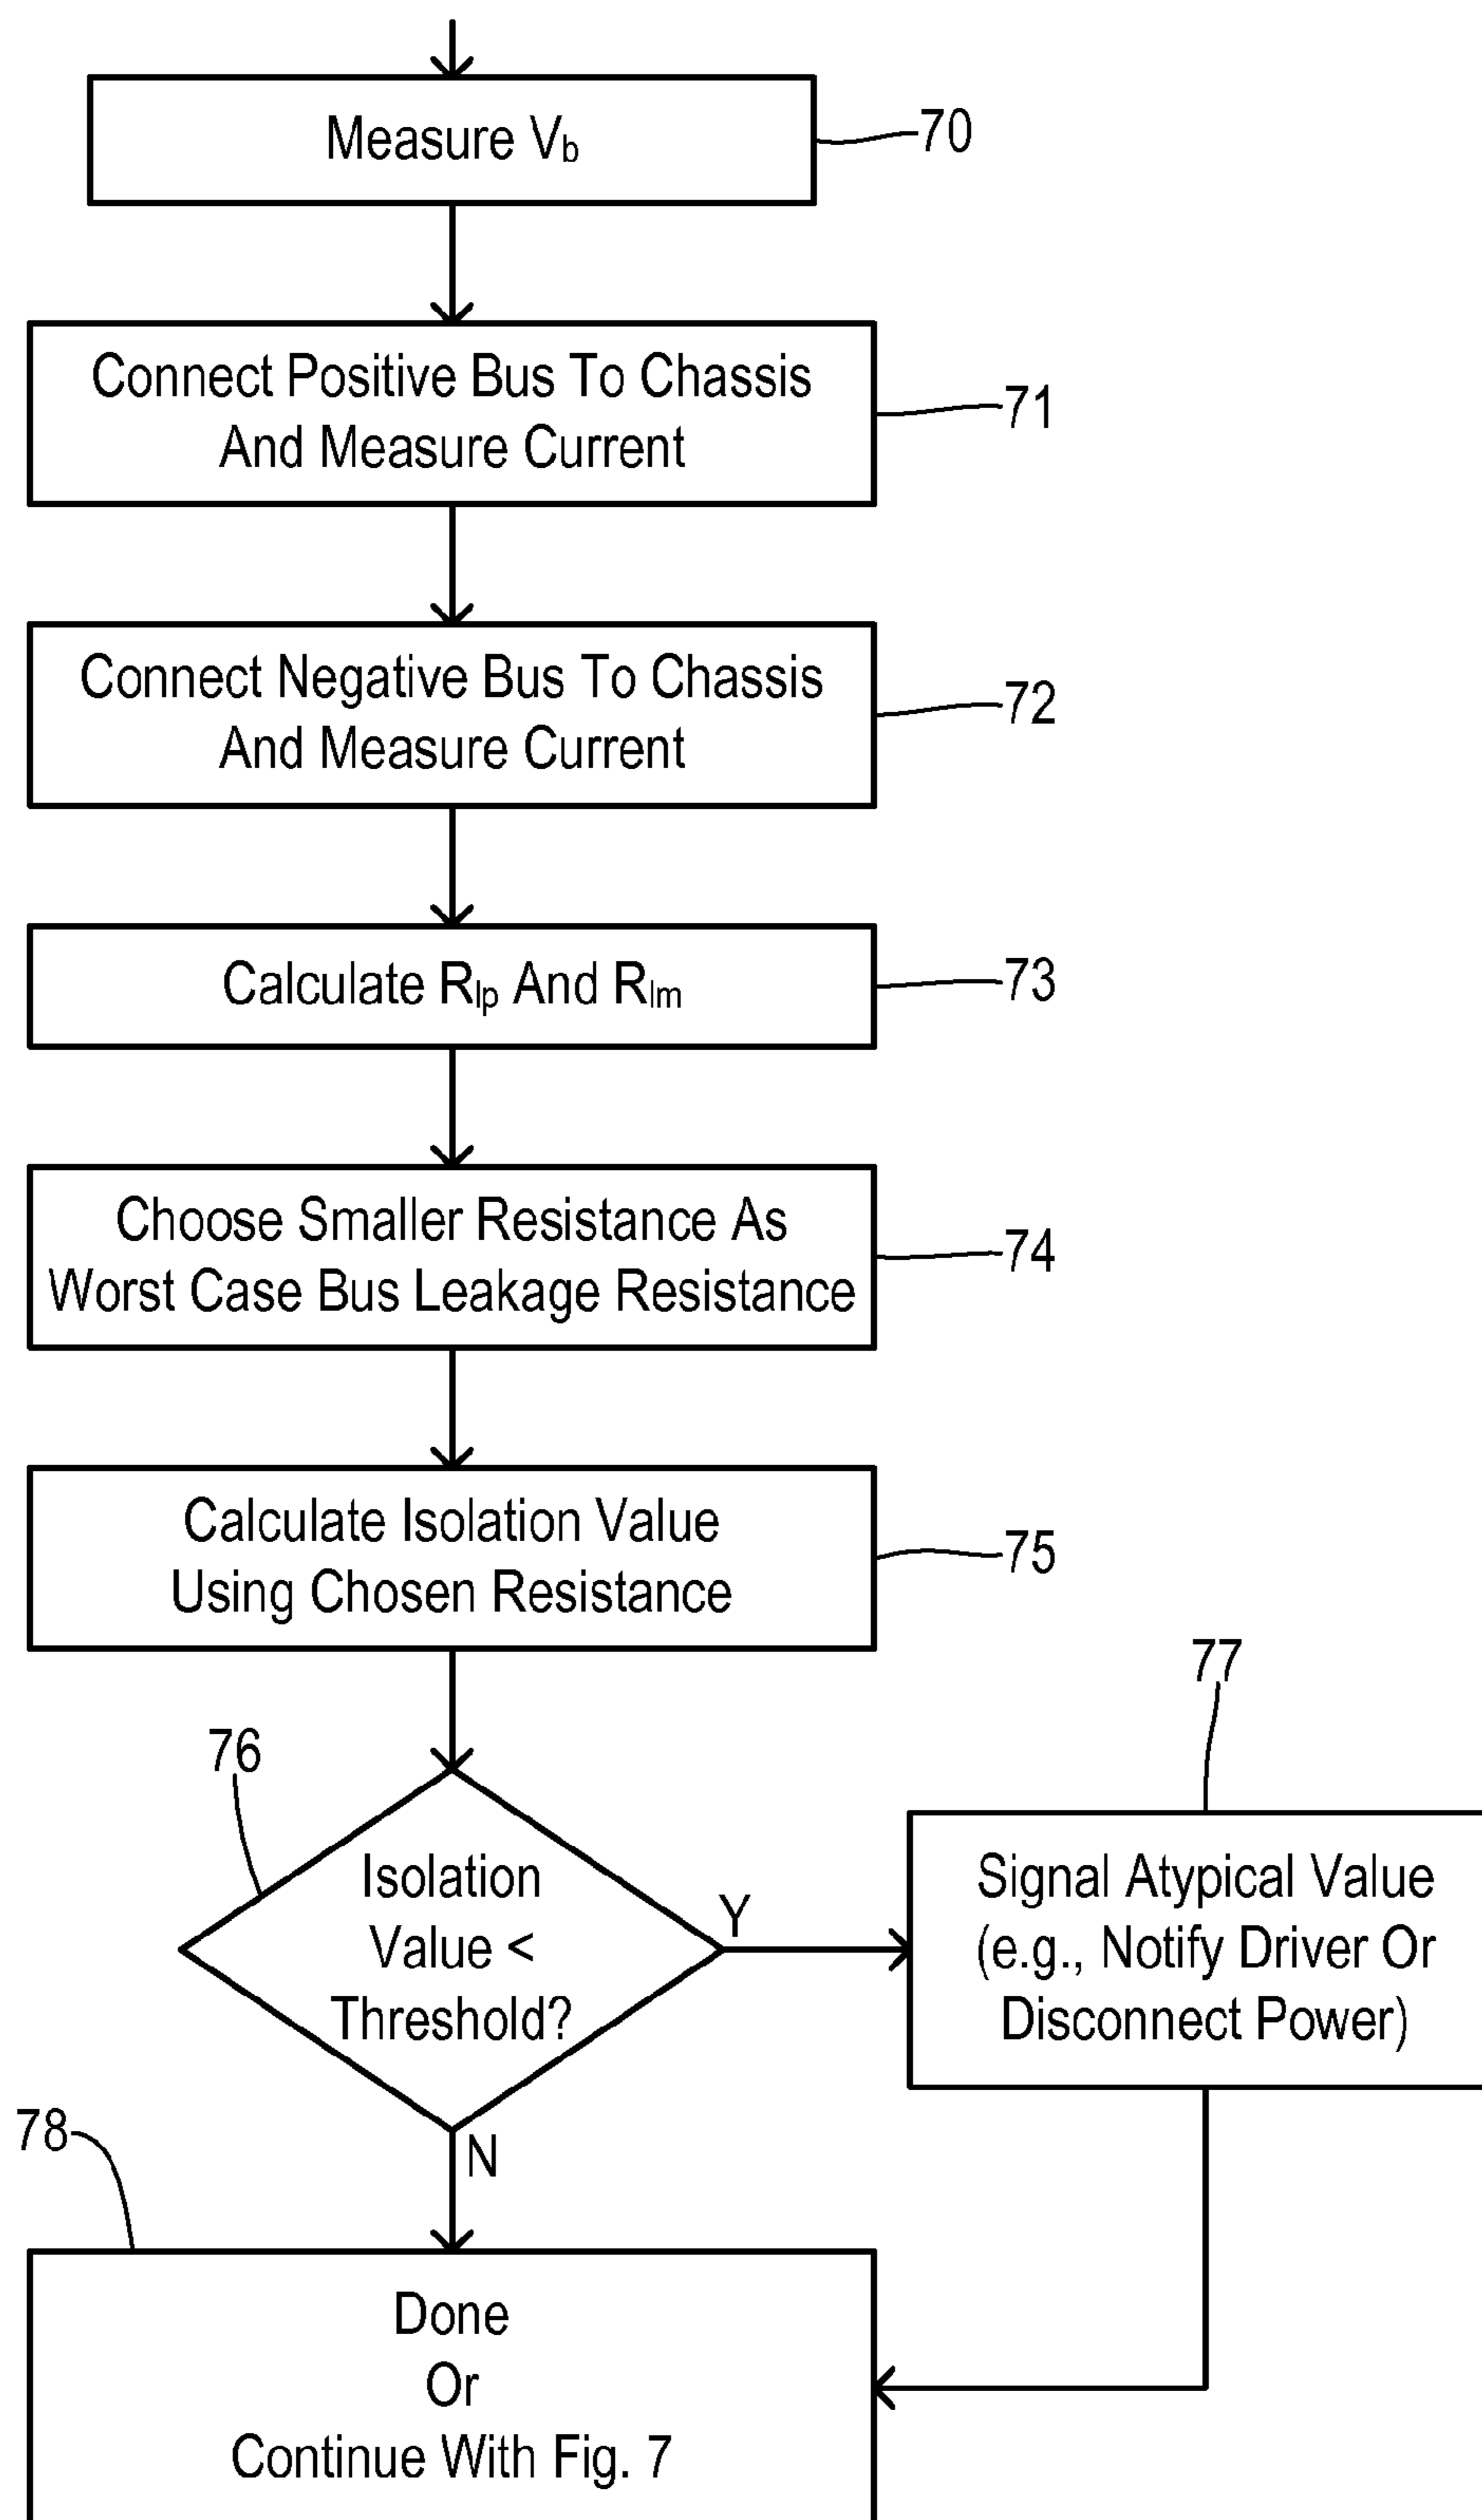 Measure Vb
70
Connect Positive Bus To Chassis
And Measure Current
71
Connect Negative Bus To Chassis
And Measure Current
72
Calculate Rlp And Rlm
73
Choose Smaller Resistance As
Worst Case Bus Leakage Resistance
74
Calculate Isolation Value
Using Chosen Resistance
75
76
Isolation
Value <
Threshold?
Y
77
Signal Atypical Value
(e.g., Notify Driver Or
Disconnect Power)
N
78
Done
Or
Continue With Fig. 7